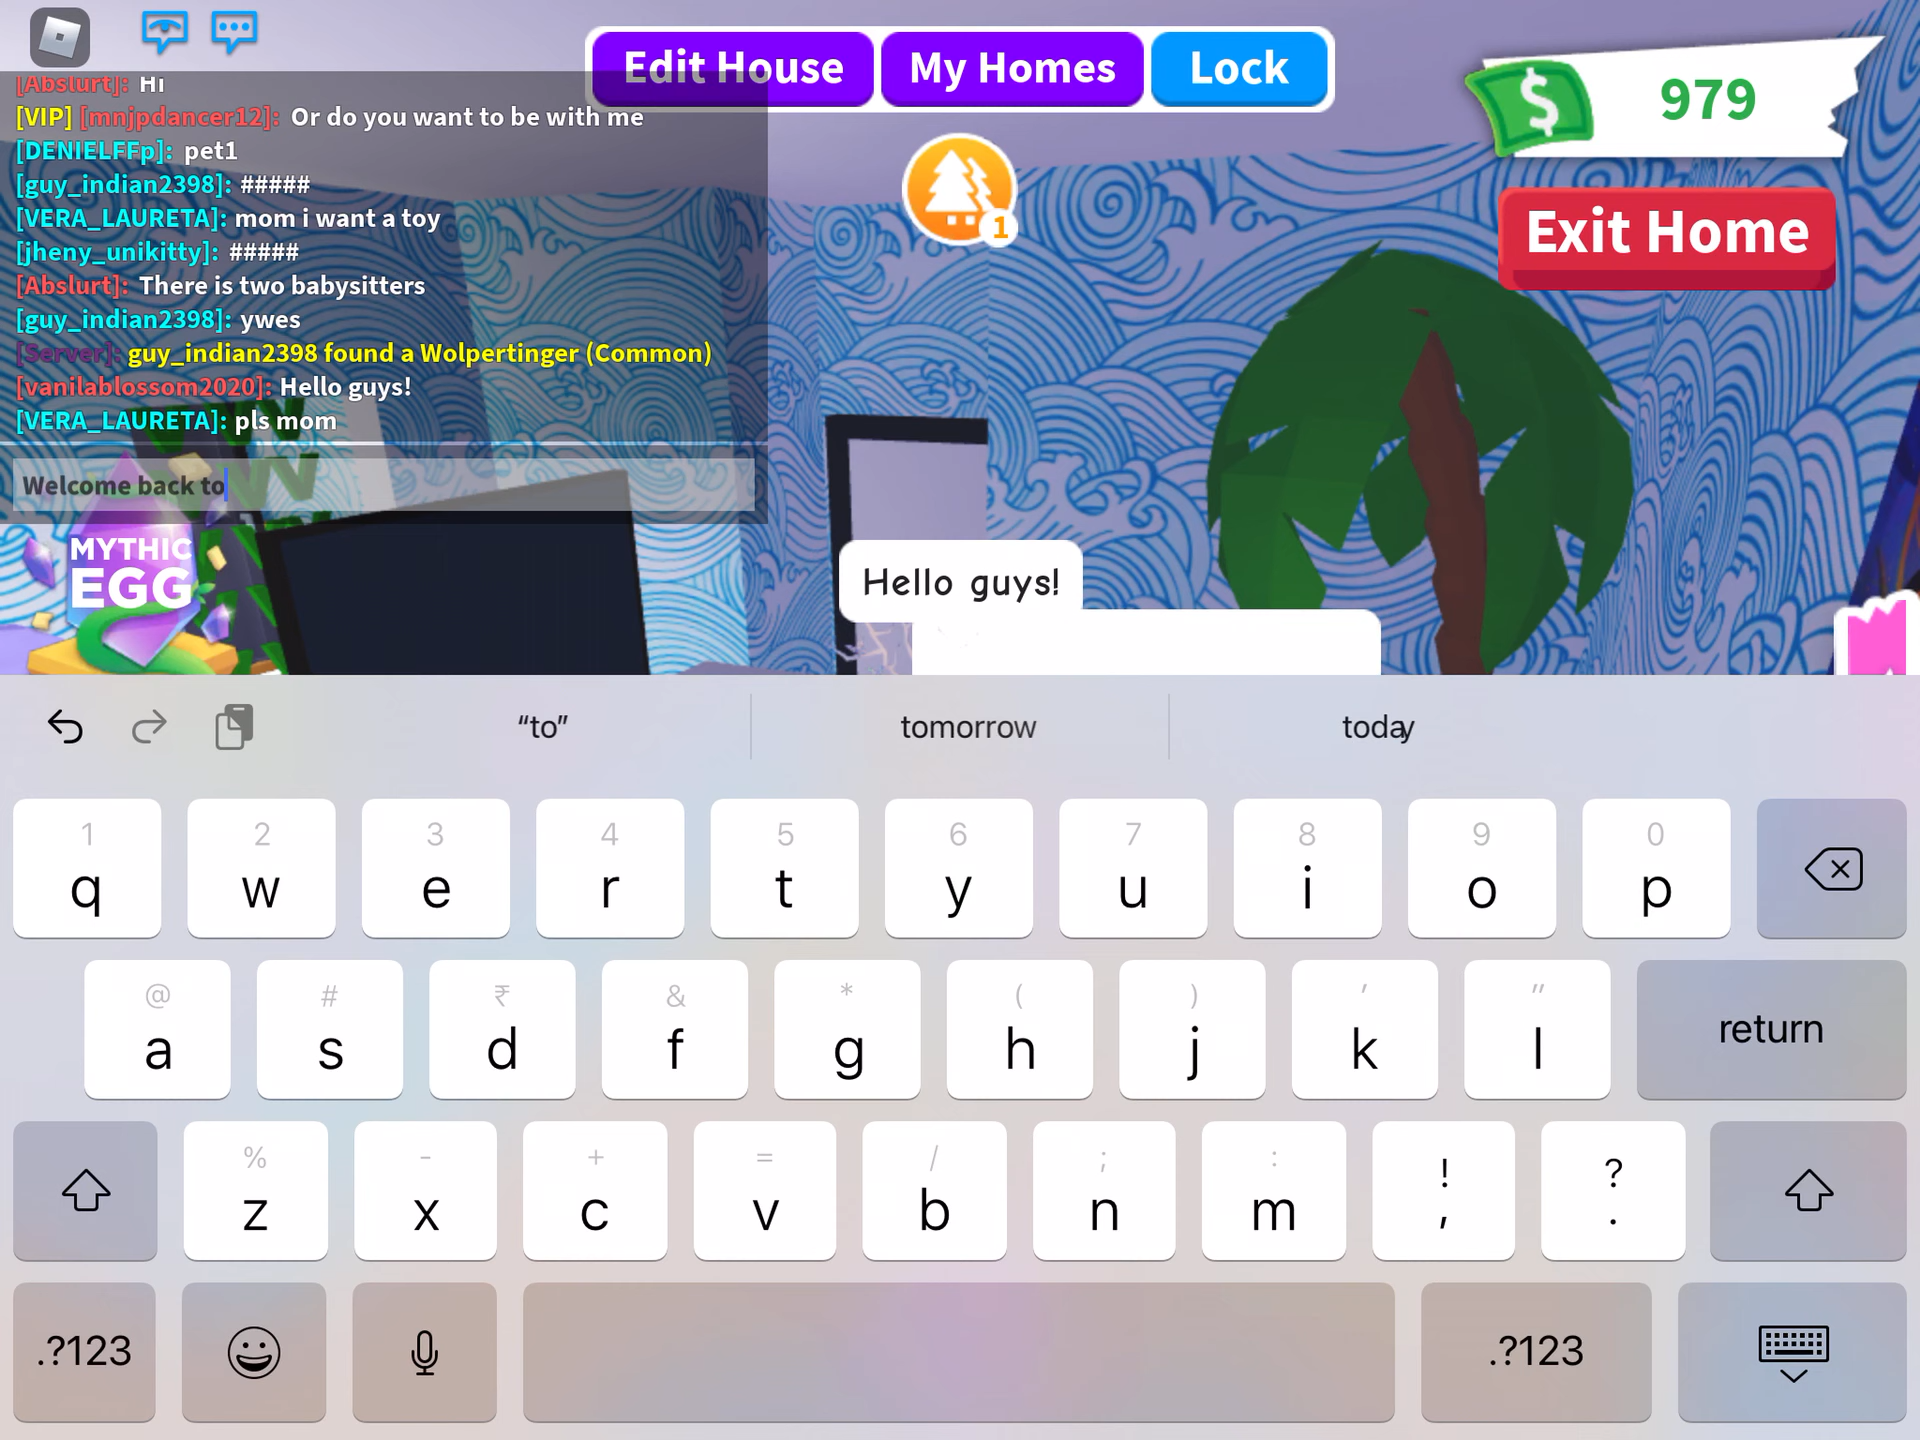 Edit House
My Homes
Lock
979
Exit Home
1
[Abslurt]: Hi
[VIP] [mnjpdancer12]: Or do you want to be with me
[DENIELFFp]: pet1
[guy_indian2398]: #####
[VERA_LAURETA]: mom i want a toy
[jheny_unikitty]: #####
[Abslurt]: There is two babysitters
[guy_indian2398]: ywes
[Server]: guy_indian2398 found a Wolpertinger (Common)
[vanilablossom2020]: Hello guys!
[VERA_LAURETA]: pls mom
Welcome back to
MYTHIC
EGG
Hello guys!
“to”
tomorrow
today
1 2 3 4 5 6 7 8 9 0
q w e r t y u i o p
@ # ₹ & * ( ) ' "
a s d f g h j k l return
% - + = / ; : ! ?
z x c v b n m , .
.?123
.?123